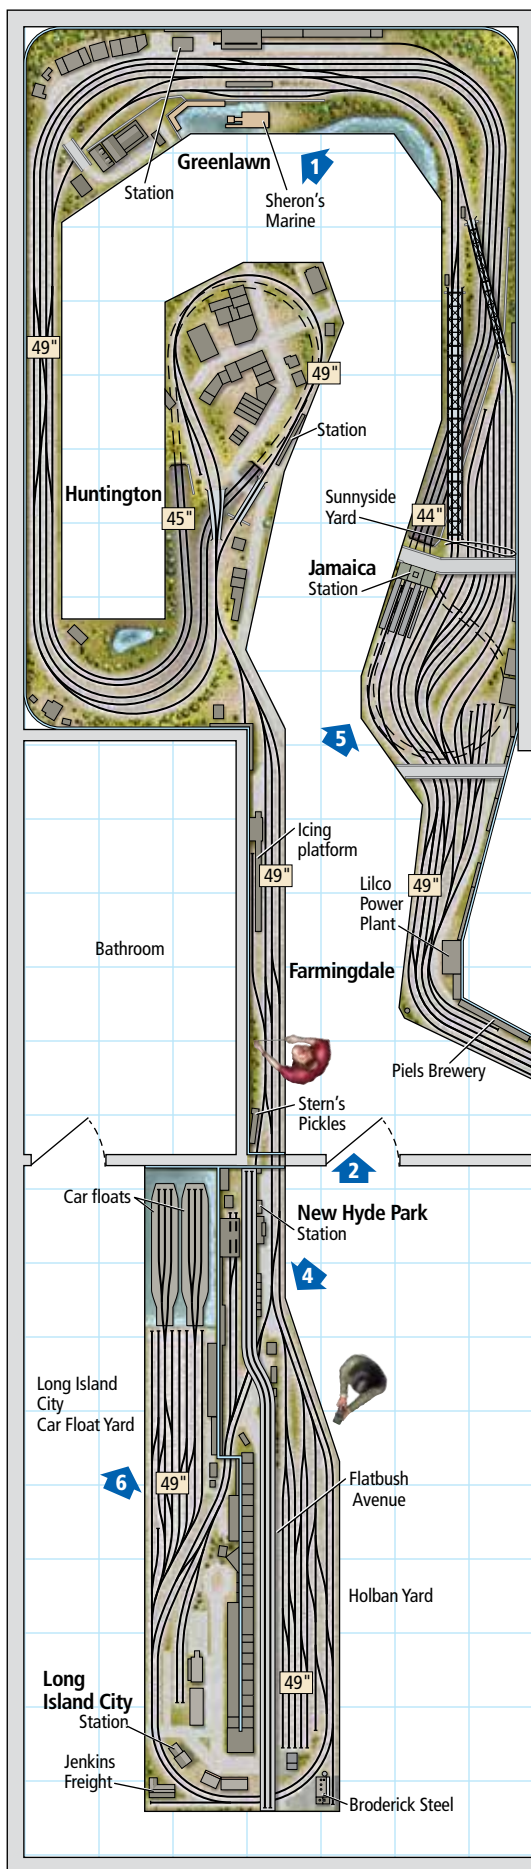 Greenlawn
1
Station
Sheron's
Marine
49"
49"
Station
Huntington
45"
Sunnyside
Yard
44"
Jamaica
Station
5
Icing
platform
49"
49"
Lilco
Power
Plant
Bathroom
Farmingdale
Piels Brewery
Stern's
Pickles
2
Car floats
New Hyde Park
Station
4
Long Island
City
Car Float Yard
6
49"
Flatbush
Avenue
Holban Yard
49"
Long
Island City
Station
Jenkins
Freight
Broderick Steel